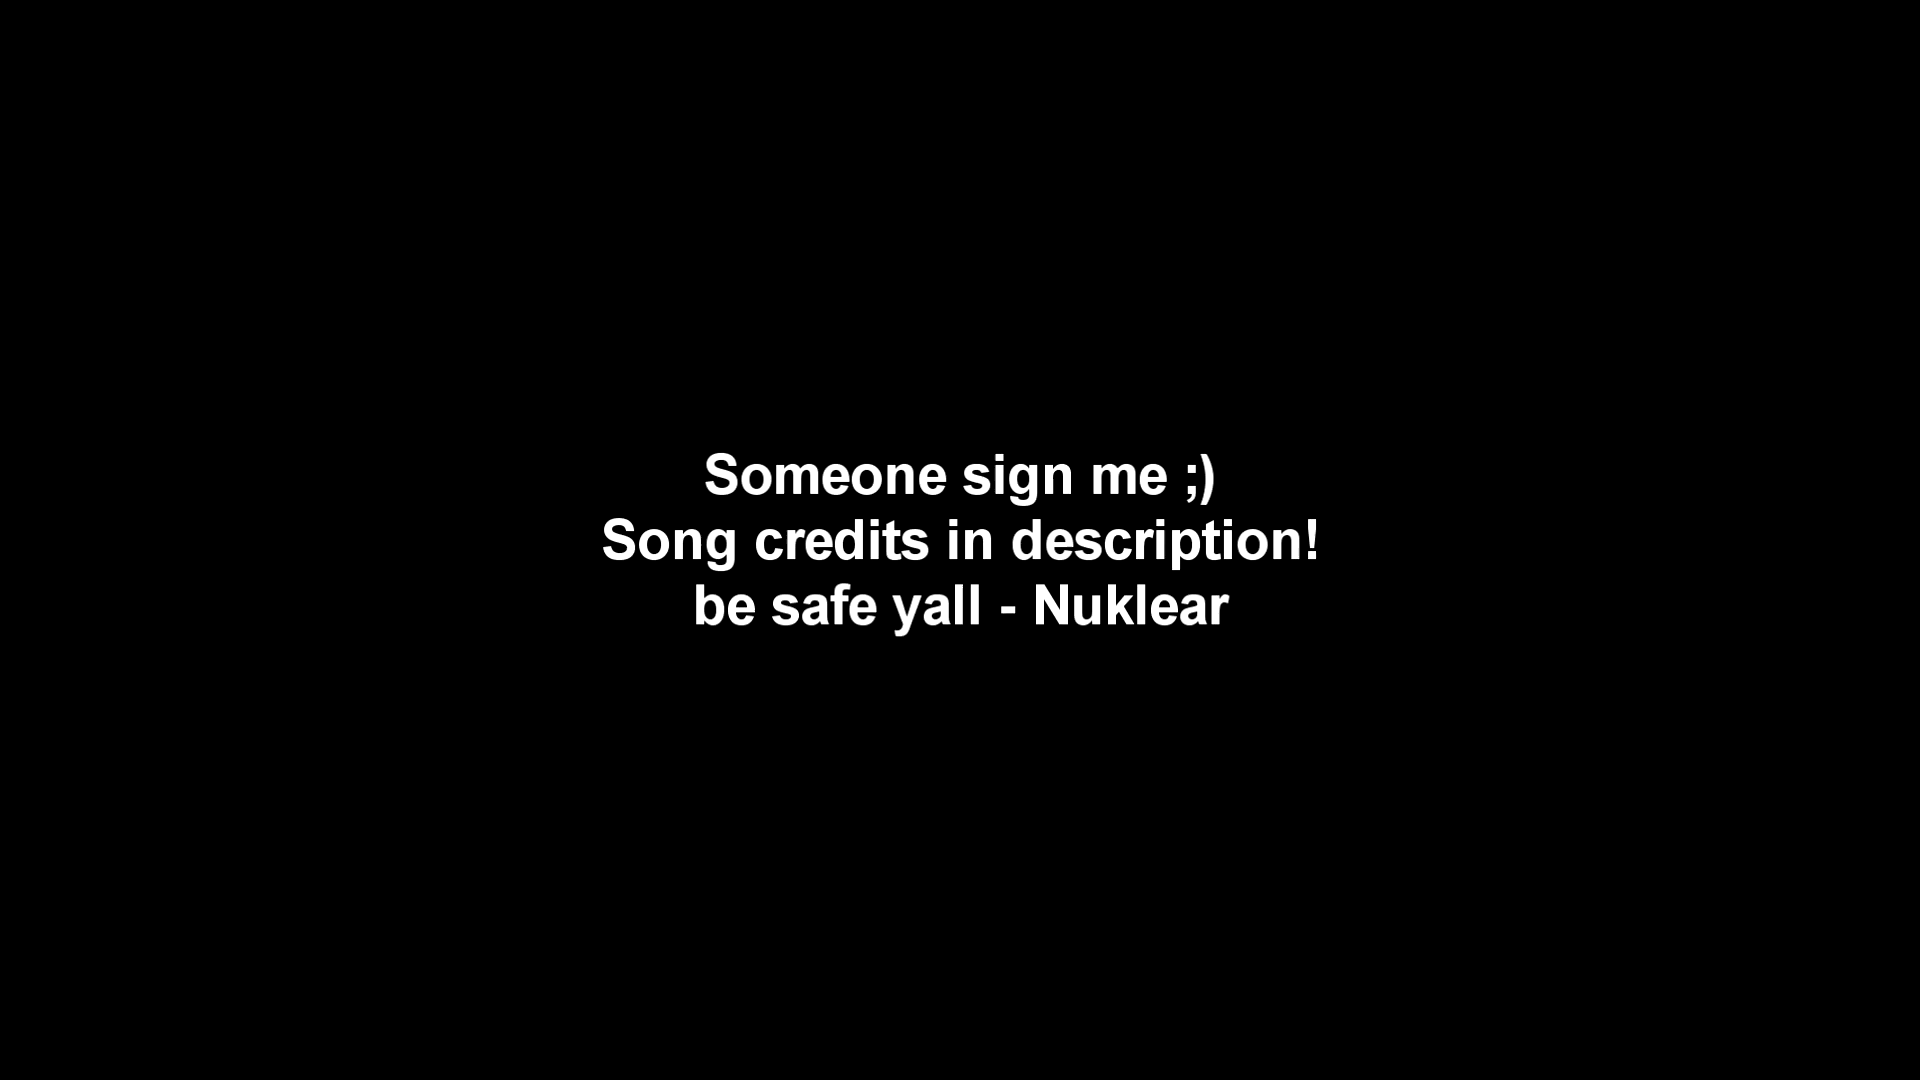 Someone sign me ;)
Song credits in description!
be safe yall - Nuklear